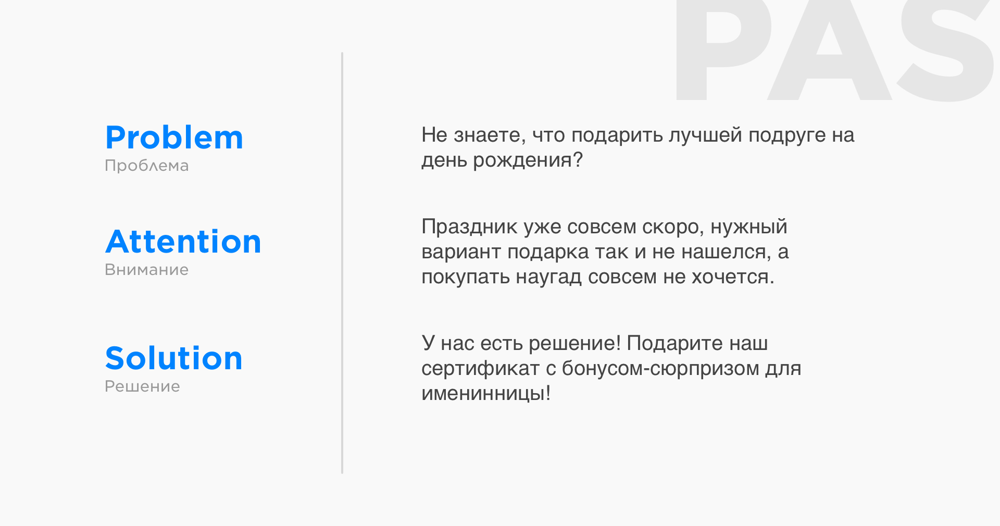 PAS
Problem
Проблема
Не знаете, что подарить лучшей подруге на
день рождения?
Attention
Внимание
Праздник уже совсем скоро, нужный
вариант подарка так и не нашелся, а
покупать наугад совсем не хочется.
Solution
Решение
У нас есть решение! Подарите наш
сертификат с бонусом-сюрпризом для
именинницы!